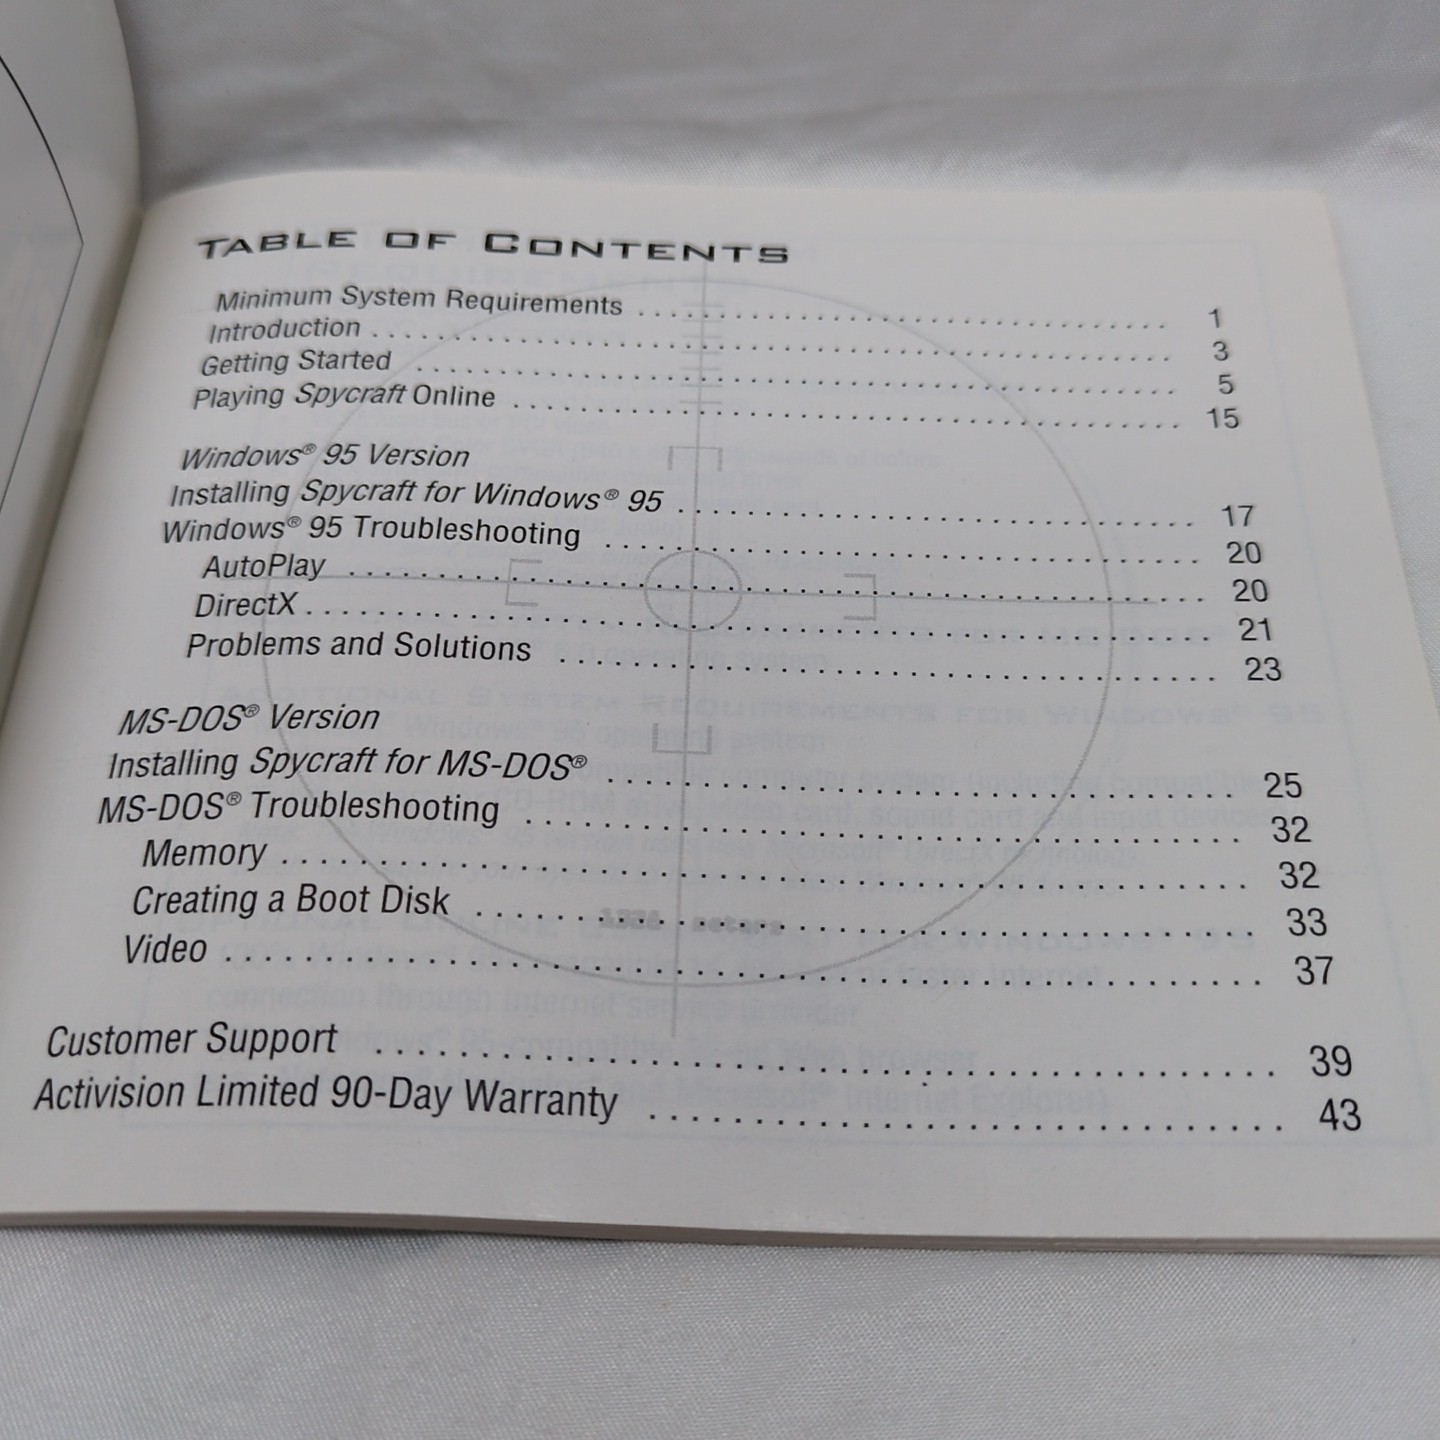 TABLE OF CONTENTS
Minimum System Requirements . . . . . . . . . . . . . . . . . . . . . . . . . . . . . . 1
Introduction . . . . . . . . . . . . . . . . . . . . . . . . . . . . . . 3
Getting Started . . . . . . . . . . . . . . . . . . . . . . . . . . . . . . 5
Playing Spycraft Online . . . . . . . . . . . . . . . . . . . . . . . . . . . . . . 15
Windows® 95 Version
Installing Spycraft for Windows® 95 . . . . . . . . . . . . . . . . . . . . . . . . . . . . . . 17
Windows® 95 Troubleshooting . . . . . . . . . . . . . . . . . . . . . . . . . . . . . . 20
AutoPlay . . . . . . . . . . . . . . . . . . . . . . . . . . . . . . 20
DirectX . . . . . . . . . . . . . . . . . . . . . . . . . . . . . . 21
Problems and Solutions . . . . . . . . . . . . . . . . . . . . . . . . . . . . . . 23
MS-DOS® Version
Installing Spycraft for MS-DOS® . . . . . . . . . . . . . . . . . . . . . . . . . . . . . . 25
MS-DOS® Troubleshooting . . . . . . . . . . . . . . . . . . . . . . . . . . . . . . 32
Memory . . . . . . . . . . . . . . . . . . . . . . . . . . . . . . 32
Creating a Boot Disk . . . . . . . . . . . . . . . . . . . . . . . . . . . . . . 33
Video . . . . . . . . . . . . . . . . . . . . . . . . . . . . . . 37
Customer Support . . . . . . . . . . . . . . . . . . . . . . . . . . . . . . 39
Activision Limited 90-Day Warranty . . . . . . . . . . . . . . . . . . . . . . . . . . . . . . 43